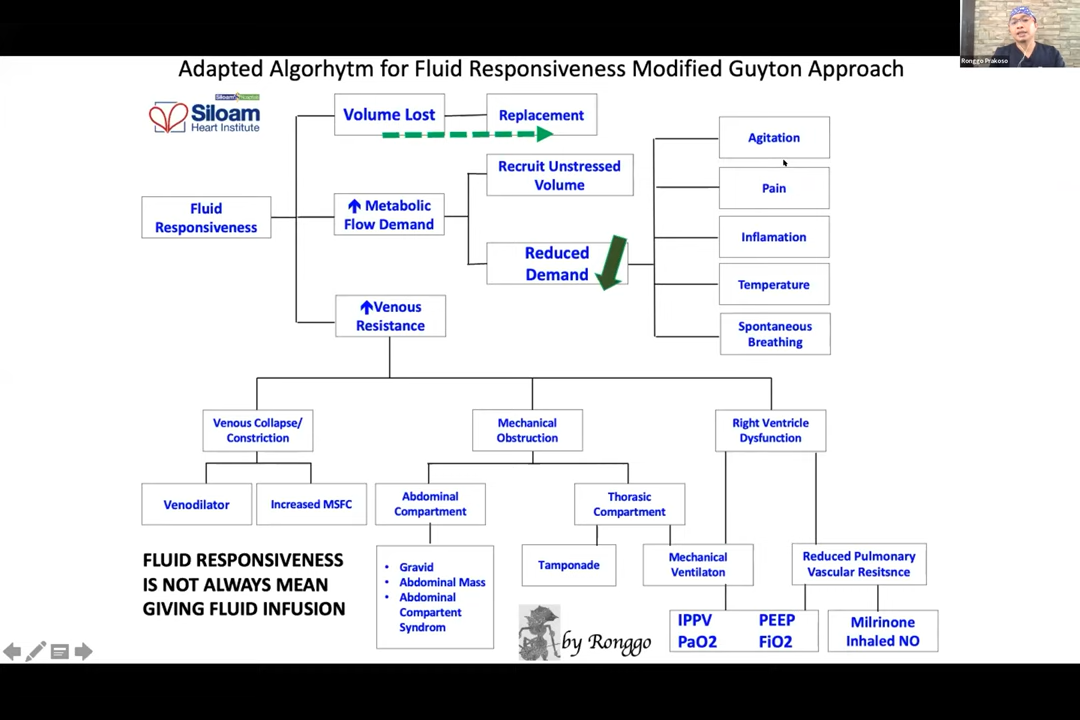 Ronggo Prakoso
Adapted Algorhytm for Fluid Responsiveness Modified Guyton Approach
Siloam
Heart Institute
Volume Lost
Replacement
Recruit Unstressed
Volume
Fluid
Responsiveness
Metabolic
Flow Demand
Reduced
Demand
Agitation
Pain
Inflamation
Temperature
Spontaneous
Breathing
Venous
Resistance
Venous Collapse/
Constriction
Mechanical
Obstruction
Right Ventricle
Dysfunction
Venodilator
Increased MSFC
Abdominal
Compartment
Thorasic
Compartment
FLUID RESPONSIVENESS
IS NOT ALWAYS MEAN
GIVING FLUID INFUSION
• Gravid
• Abdominal Mass
• Abdominal
Compartent
Syndrom
Tamponade
Mechanical
Ventilaton
Reduced Pulmonary
Vascular Resitsnce
IPPV PEEP
PaO2 FiO2
Milrinone
Inhaled NO
by Ronggo